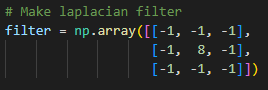 # Make laplacian filter
filter = np.array([[-1, -1, -1],
[-1,  8, -1],
[-1, -1, -1]])